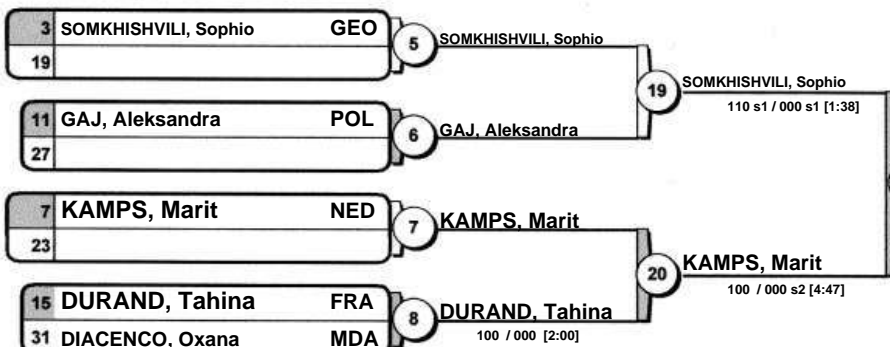 3 SOMKHISHVILI, Sophio GEO
19
5
SOMKHISHVILI, Sophio
11 GAJ, Aleksandra POL
27
6
GAJ, Aleksandra
19
SOMKHISHVILI, Sophio
110 s1 / 000 s1 [1:38]
7 KAMPS, Marit NED
23
7
KAMPS, Marit
15 DURAND, Tahina FRA
31 DIACENCO, Oxana MDA
8
DURAND, Tahina
100 / 000 [2:00]
20
KAMPS, Marit
100 / 000 s2 [4:47]